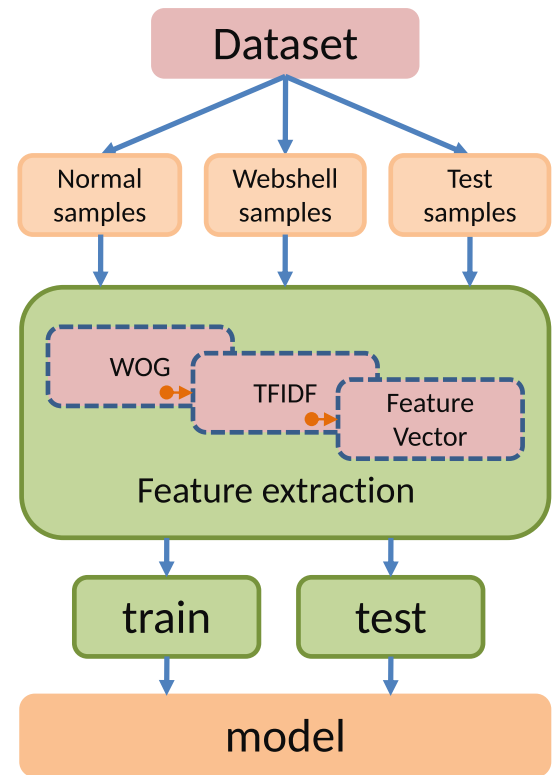 Dataset
Normal
samples
Webshell
samples
Test
samples
WOG
TFIDF
Feature
Vector
Feature extraction
train
test
model